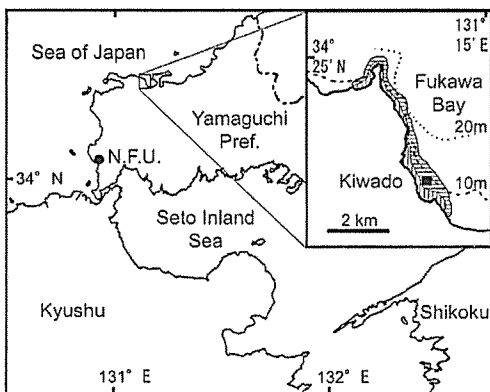 Sea of Japan
Yamaguchi
Pref.
N.F.U.
34° N
Seto Inland
Sea
Kyushu
Shikoku
131° E
132° E
131°
15' E
34°
25' N
Fukawa
Bay
20m
Kiwado
10m
2 km